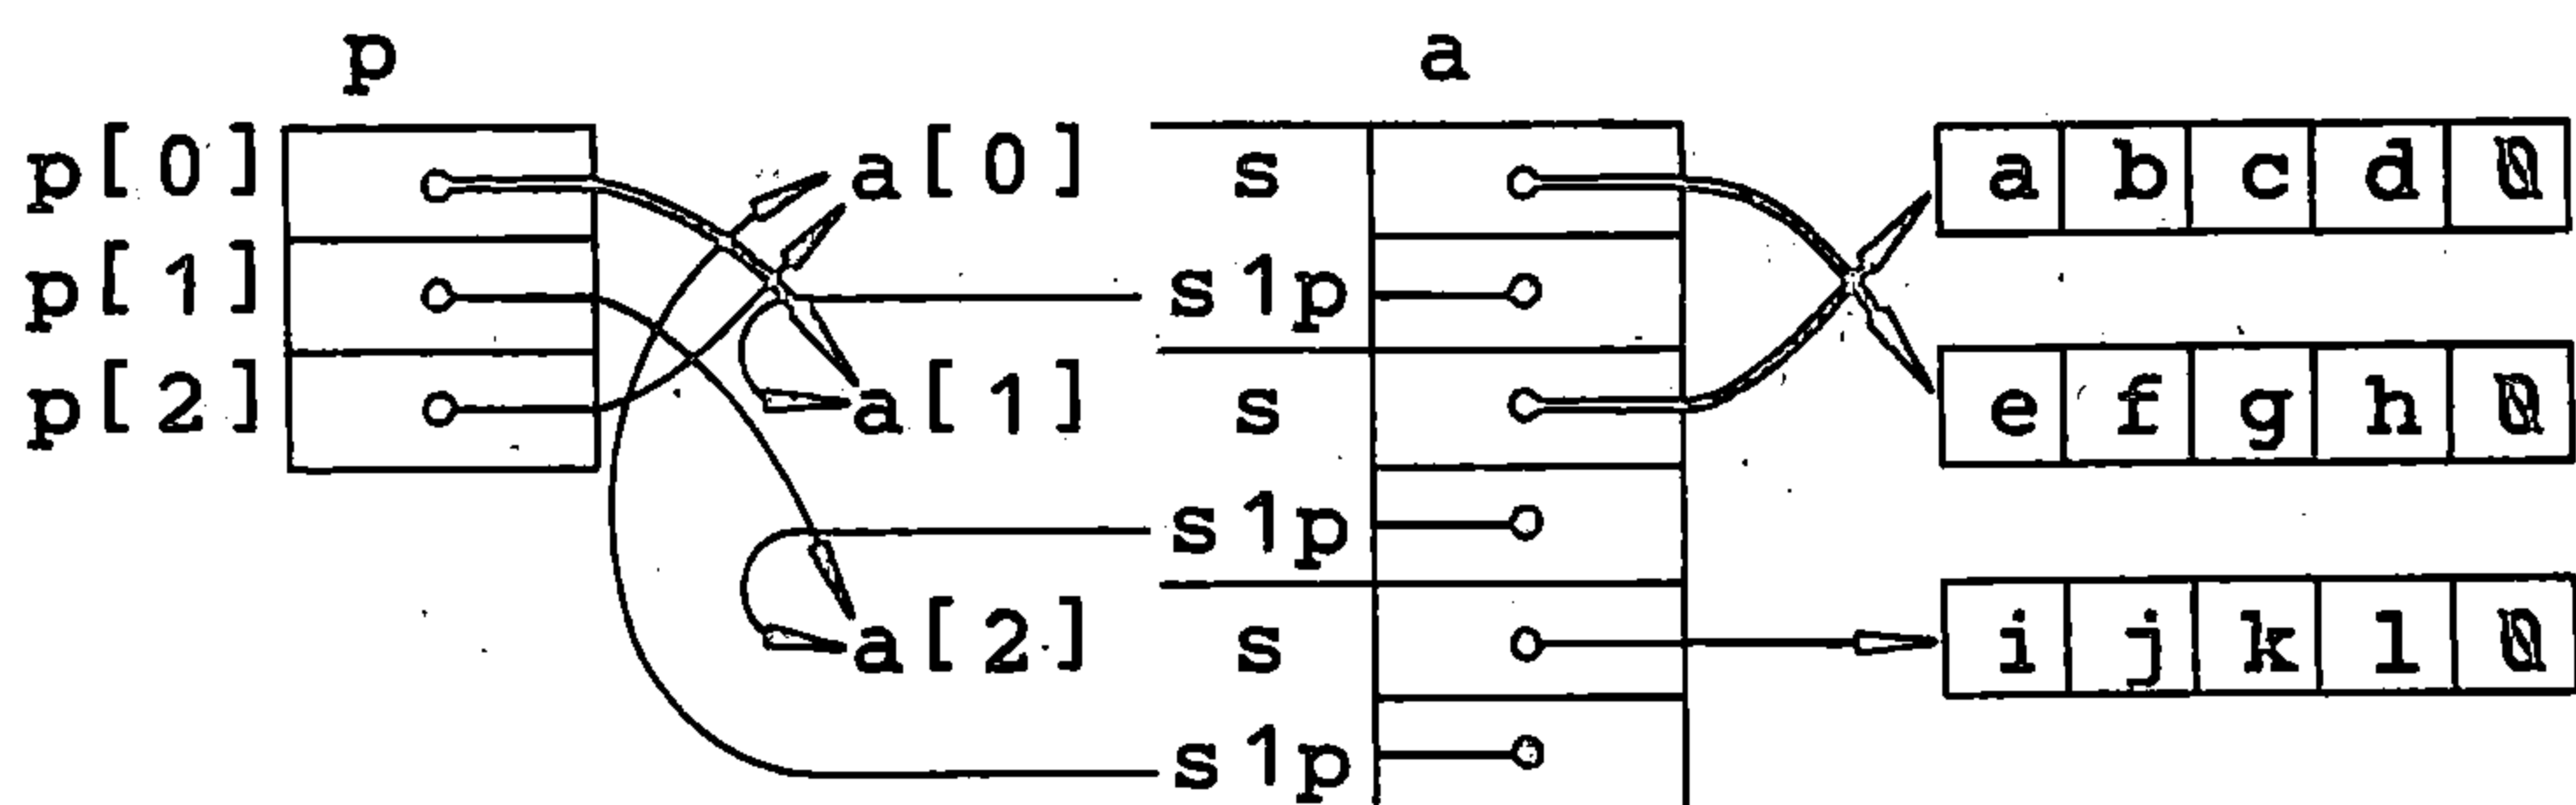 p a
p[0] a[0] s a b c d 0
p[1] s1p
p[2] a[1] s e f g h 0
s1p
a[2] s i j k l 0
s1p